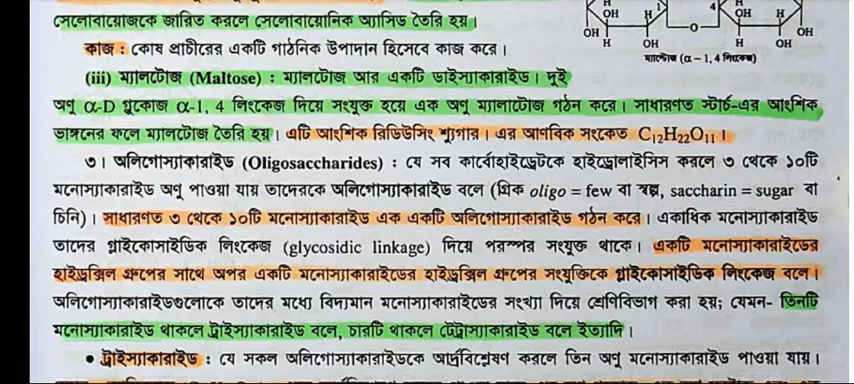 সেলোবায়োজকে জারিত করলে সেলোবায়োনিক অ্যাসিড তৈরি হয়।
কাজ : কোষ প্রাচীরের একটি গাঠনিক উপাদান হিসেবে কাজ করে।
OH OH O H OH OH
H OH H OH
ম্যাল্টোজ (α – 1, 4 লিংকেজ)
(iii) ম্যালটোজ (Maltose) : ম্যালটোজ আর একটি ডাইস্যাকারাইড। দুই
অণু α-D গ্লুকোজ α-1, 4 লিংকেজ দিয়ে সংযুক্ত হয়ে এক অণু ম্যালাটোজ গঠন করে। সাধারণত স্টার্চ-এর আংশিক
ভাঙ্গনের ফলে ম্যালটোজ তৈরি হয়। এটি আংশিক রিডিউসিং শ্যুগার। এর আণবিক সংকেত C₁₂H₂₂O₁₁।
৩। অলিগোস্যাকারাইড (Oligosaccharides) : যে সব কার্বোহাইড্রেটকে হাইড্রোলাইসিস করলে ৩ থেকে ১০টি
মনোস্যাকারাইড অণু পাওয়া যায় তাদেরকে অলিগোস্যাকারাইড বলে (গ্রিক oligo = few বা স্বল্প, saccharin = sugar বা
চিনি)। সাধারণত ৩ থেকে ১০টি মনোস্যাকারাইড এক একটি অলিগোস্যাকারাইড গঠন করে। একাধিক মনোস্যাকারাইড
তাদের গ্লাইকোসাইডিক লিংকেজ (glycosidic linkage) দিয়ে পরস্পর সংযুক্ত থাকে। একটি মনোস্যাকারাইডের
হাইড্রক্সিল গ্রুপের সাথে অপর একটি মনোস্যাকারাইডের হাইড্রক্সিল গ্রুপের সংযুক্তিকে গ্লাইকোসাইডিক লিংকেজ বলে।
অলিগোস্যাকারাইডগুলোকে তাদের মধ্যে বিদ্যমান মনোস্যাকারাইডের সংখ্যা দিয়ে শ্রেণিবিভাগ করা হয়; যেমন- তিনটি
মনোস্যাকারাইড থাকলে ট্রাইস্যাকারাইড বলে, চারটি থাকলে টেট্রাস্যাকারাইড বলে ইত্যাদি।
• ট্রাইস্যাকারাইড : যে সকল অলিগোস্যাকারাইডকে আর্দ্রবিশ্লেষণ করলে তিন অণু মনোস্যাকারাইড পাওয়া যায়।